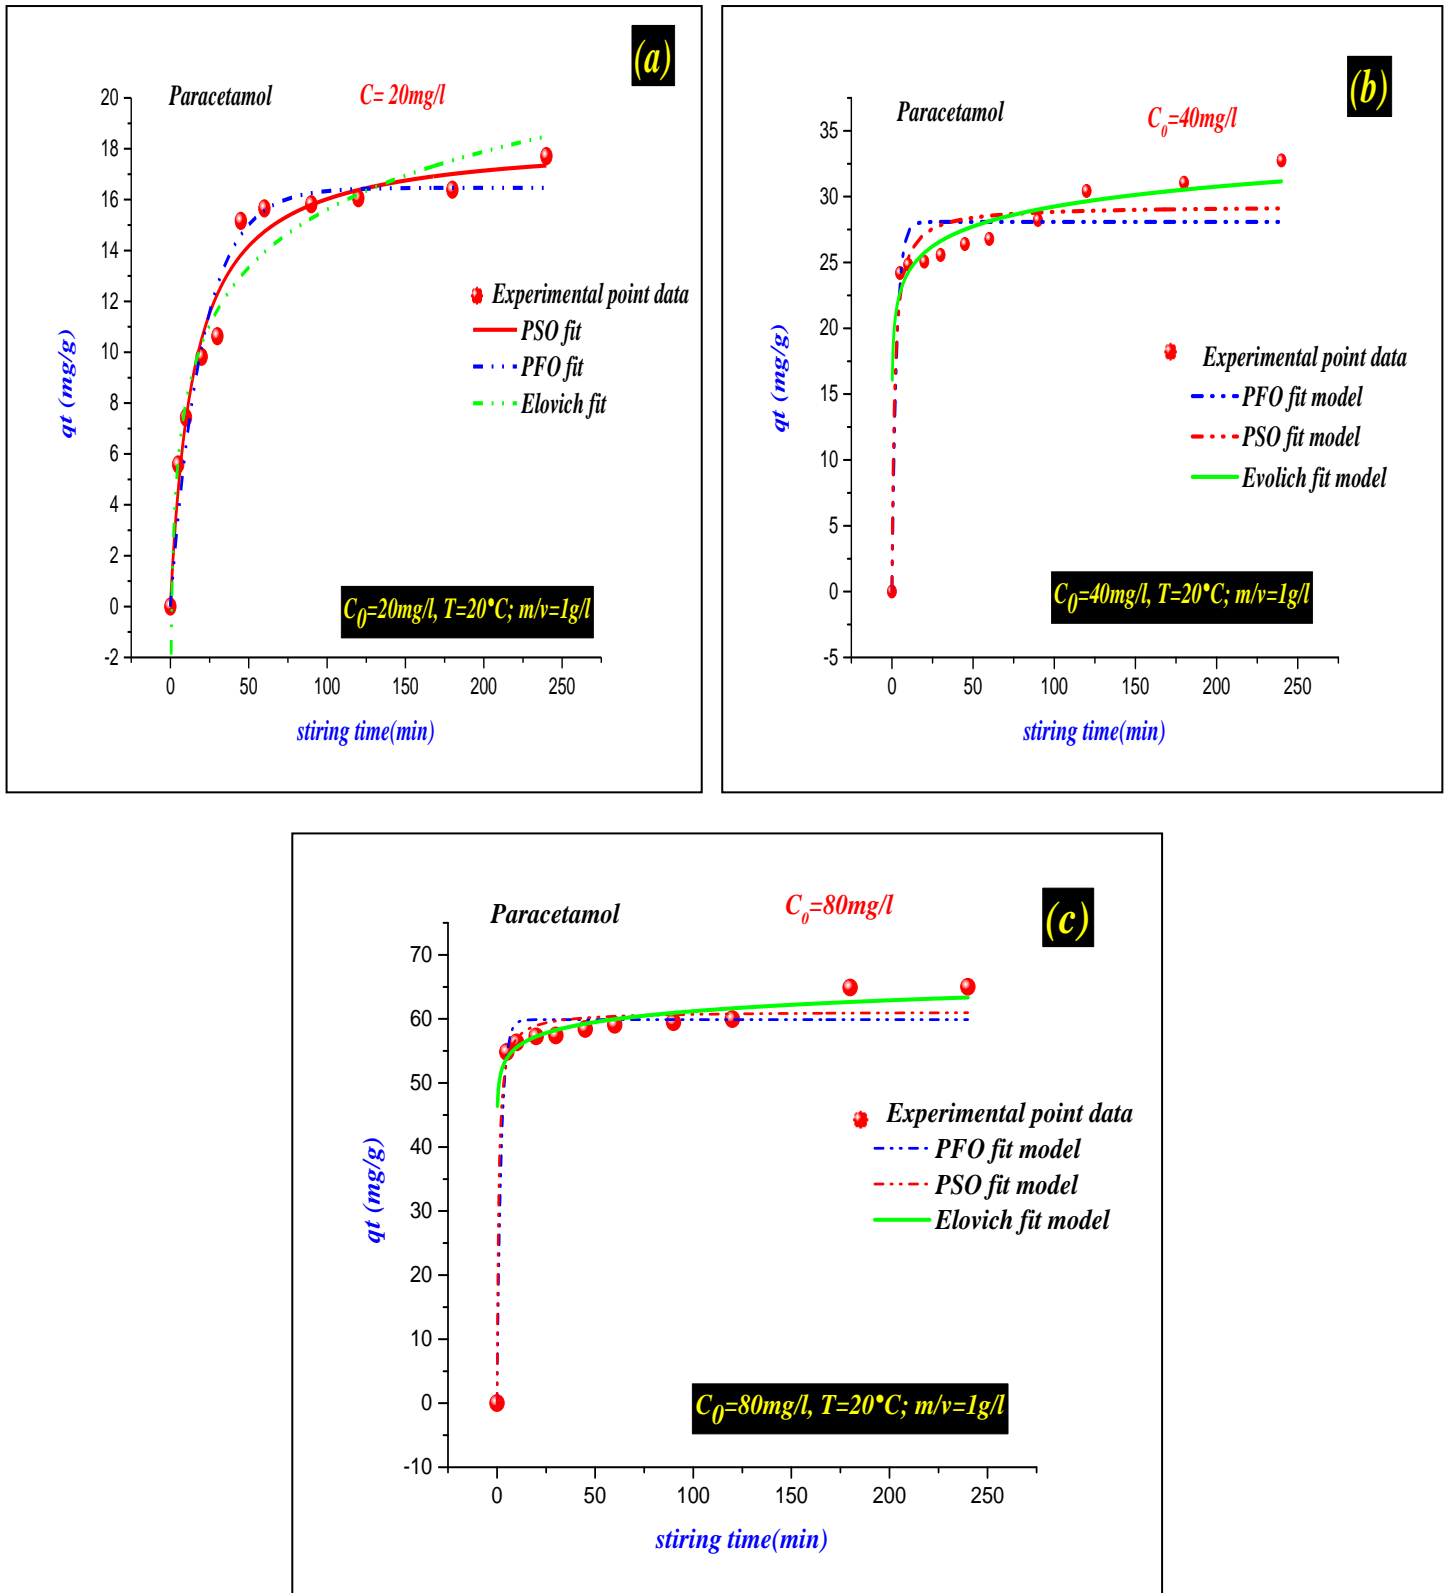 (a)
Paracetamol C= 20mg/l
20
18
16
14
12
10
8
6
4
2
0
-2
qt (mg/g)
Experimental point data
PSO fit
PFO fit
Elovich fit
C0=20mg/l, T=20°C; m/v=1g/l
0 50 100 150 200 250
stiring time(min)
(b)
Paracetamol C0=40mg/l
35
30
25
20
15
10
5
0
-5
qt (mg/g)
Experimental point data
PFO fit model
PSO fit model
Evolich fit model
C0=40mg/l, T=20°C; m/v=1g/l
0 50 100 150 200 250
stiring time(min)
(c)
Paracetamol C0=80mg/l
70
60
50
40
30
20
10
0
-10
qt (mg/g)
Experimental point data
PFO fit model
PSO fit model
Elovich fit model
C0=80mg/l, T=20°C; m/v=1g/l
0 50 100 150 200 250
stiring time(min)